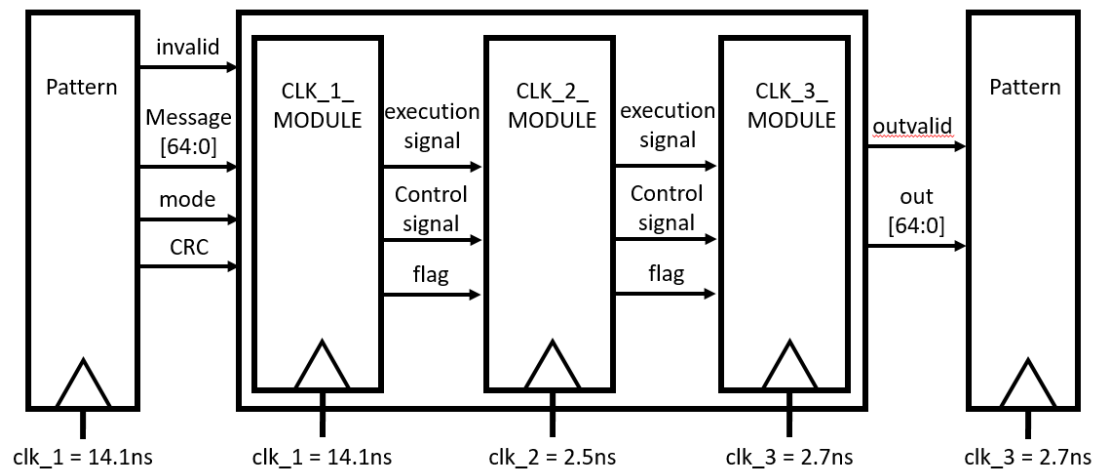 Pattern
invalid
Message
[64:0]
mode
CRC
clk_1 = 14.1ns
CLK_1_
MODULE
clk_1 = 14.1ns
execution
signal
Control
signal
flag
CLK_2_
MODULE
clk_2 = 2.5ns
execution
signal
Control
signal
flag
CLK_3_
MODULE
clk_3 = 2.7ns
outvalid
out
[64:0]
Pattern
clk_3 = 2.7ns